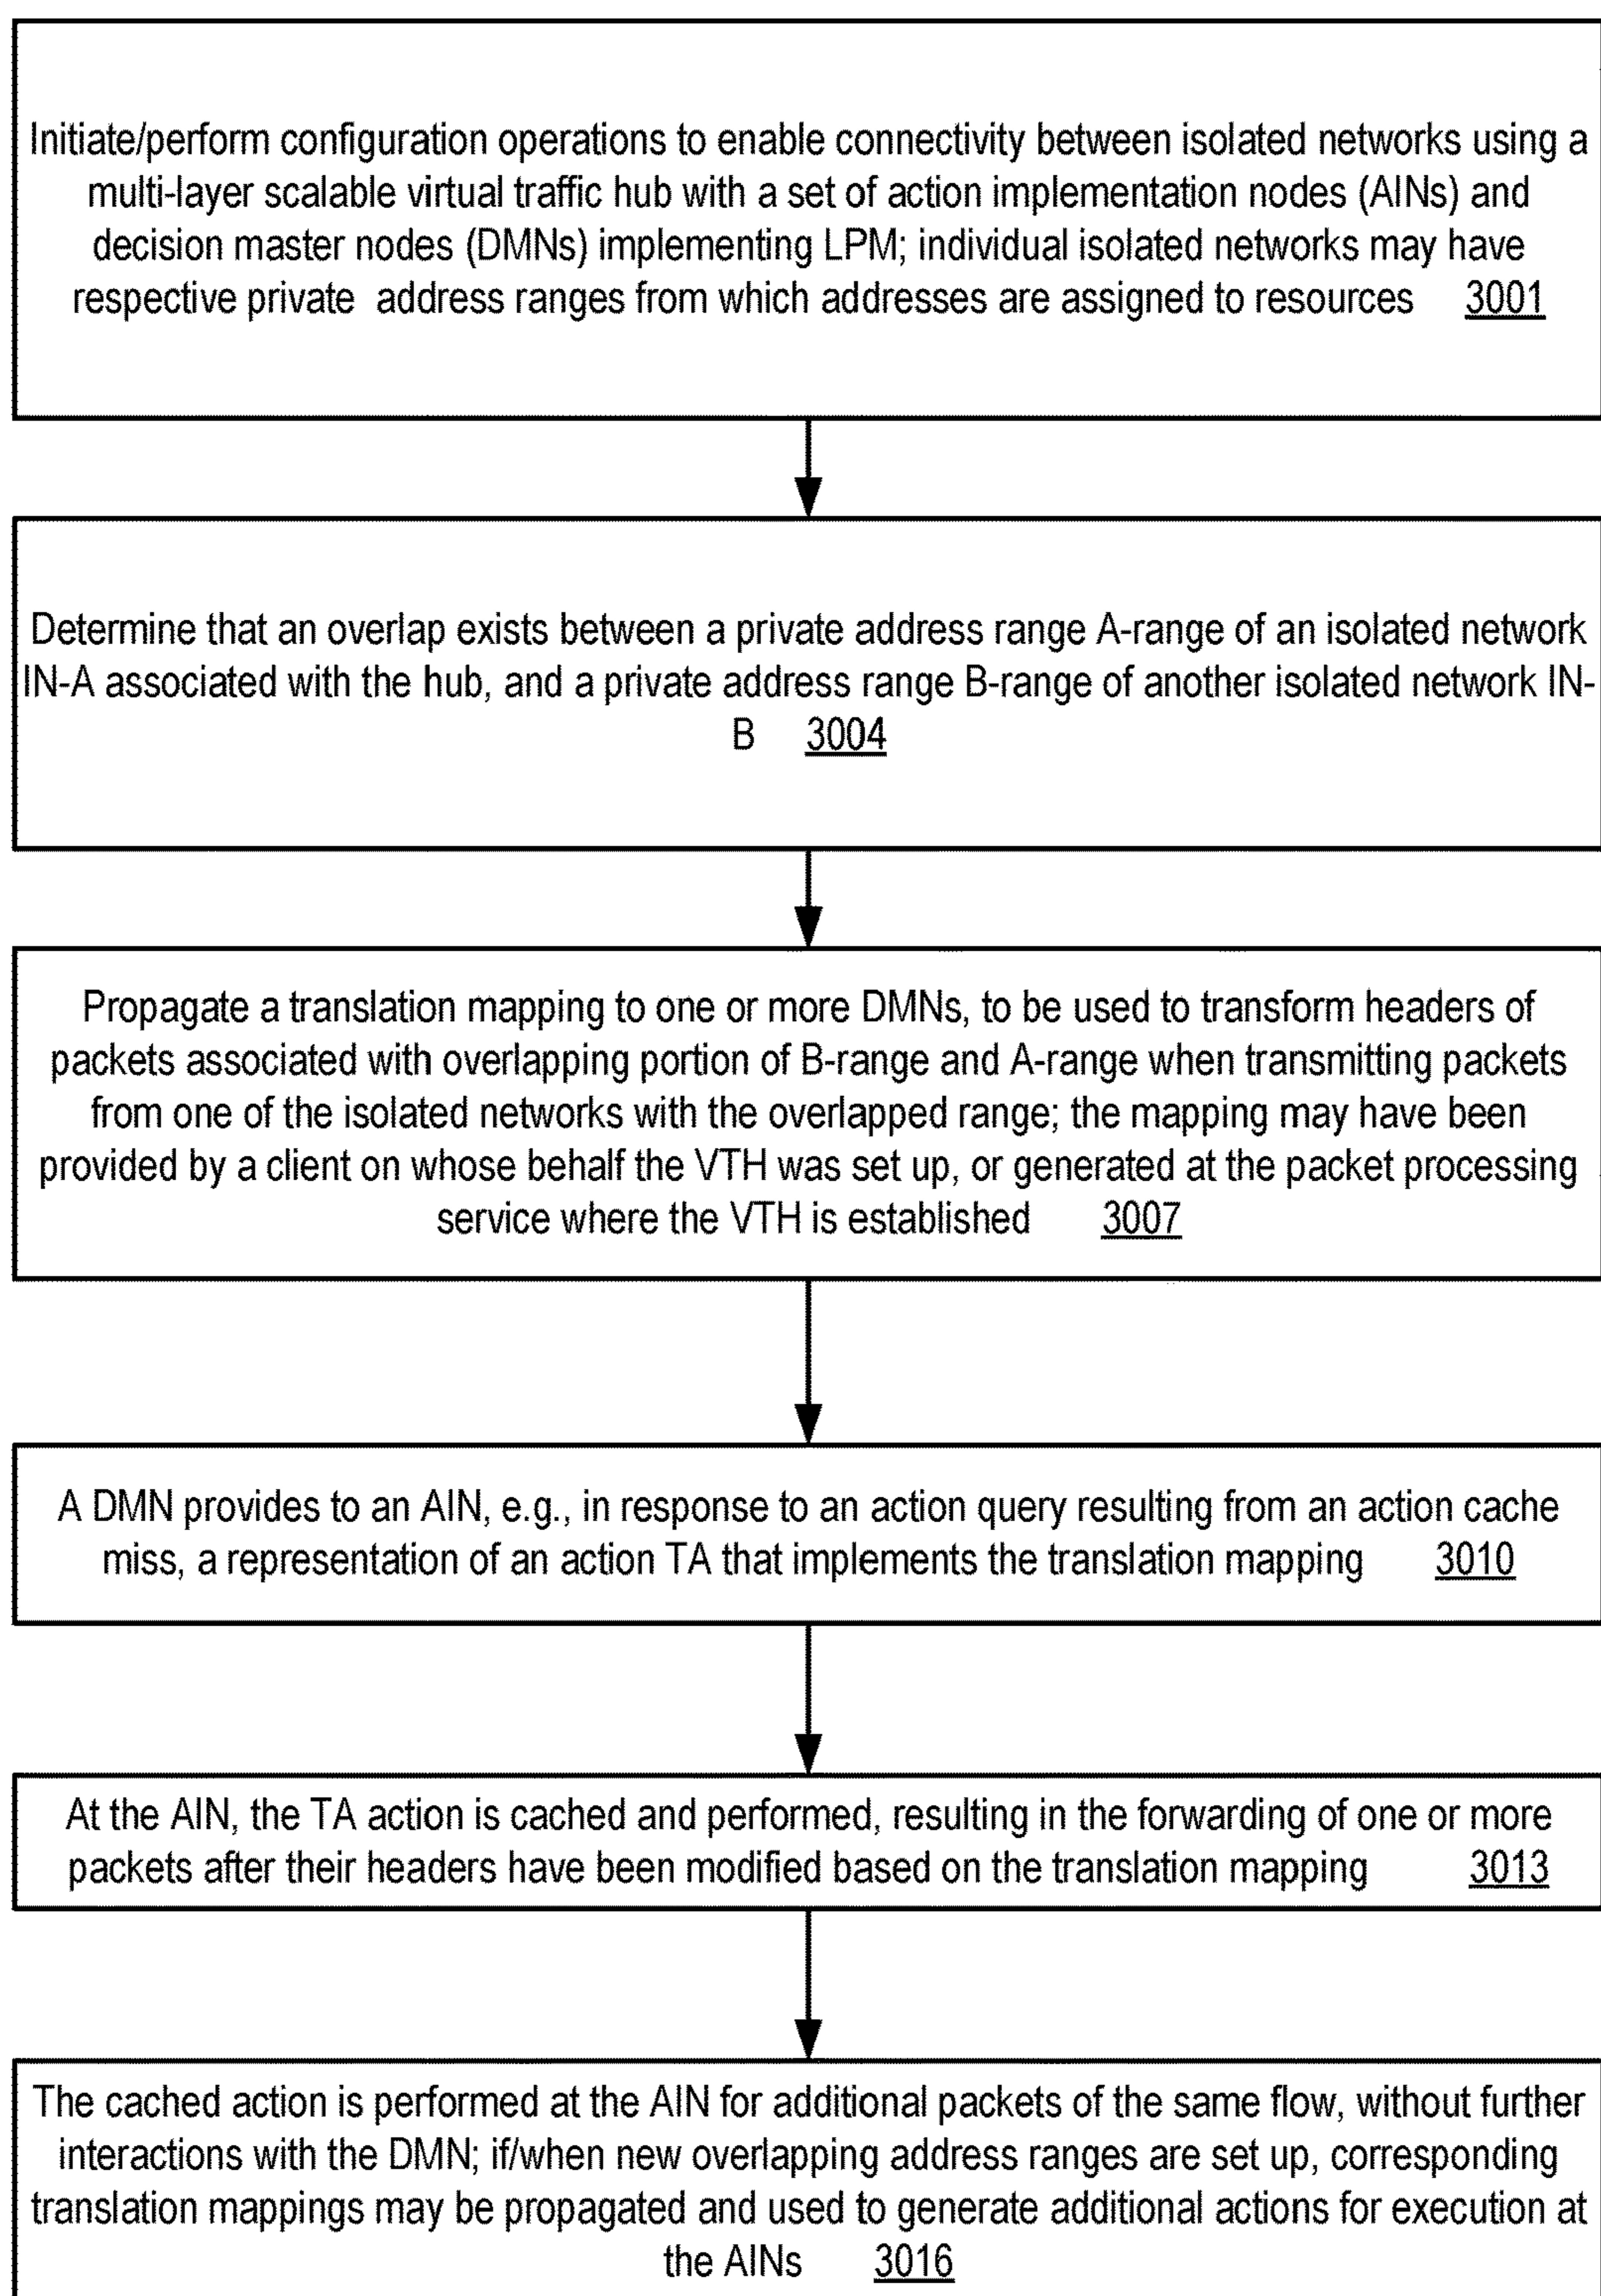 Initiate/perform configuration operations to enable connectivity between isolated networks using a
multi-layer scalable virtual traffic hub with a set of action implementation nodes (AINs) and
decision master nodes (DMNs) implementing LPM; individual isolated networks may have
respective private address ranges from which addresses are assigned to resources 3001
Determine that an overlap exists between a private address range A-range of an isolated network
IN-A associated with the hub, and a private address range B-range of another isolated network IN-
B 3004
Propagate a translation mapping to one or more DMNs, to be used to transform headers of
packets associated with overlapping portion of B-range and A-range when transmitting packets
from one of the isolated networks with the overlapped range; the mapping may have been
provided by a client on whose behalf the VTH was set up, or generated at the packet processing
service where the VTH is established 3007
A DMN provides to an AIN, e.g., in response to an action query resulting from an action cache
miss, a representation of an action TA that implements the translation mapping 3010
At the AIN, the TA action is cached and performed, resulting in the forwarding of one or more
packets after their headers have been modified based on the translation mapping 3013
The cached action is performed at the AIN for additional packets of the same flow, without further
interactions with the DMN; if/when new overlapping address ranges are set up, corresponding
translation mappings may be propagated and used to generate additional actions for execution at
the AINs 3016